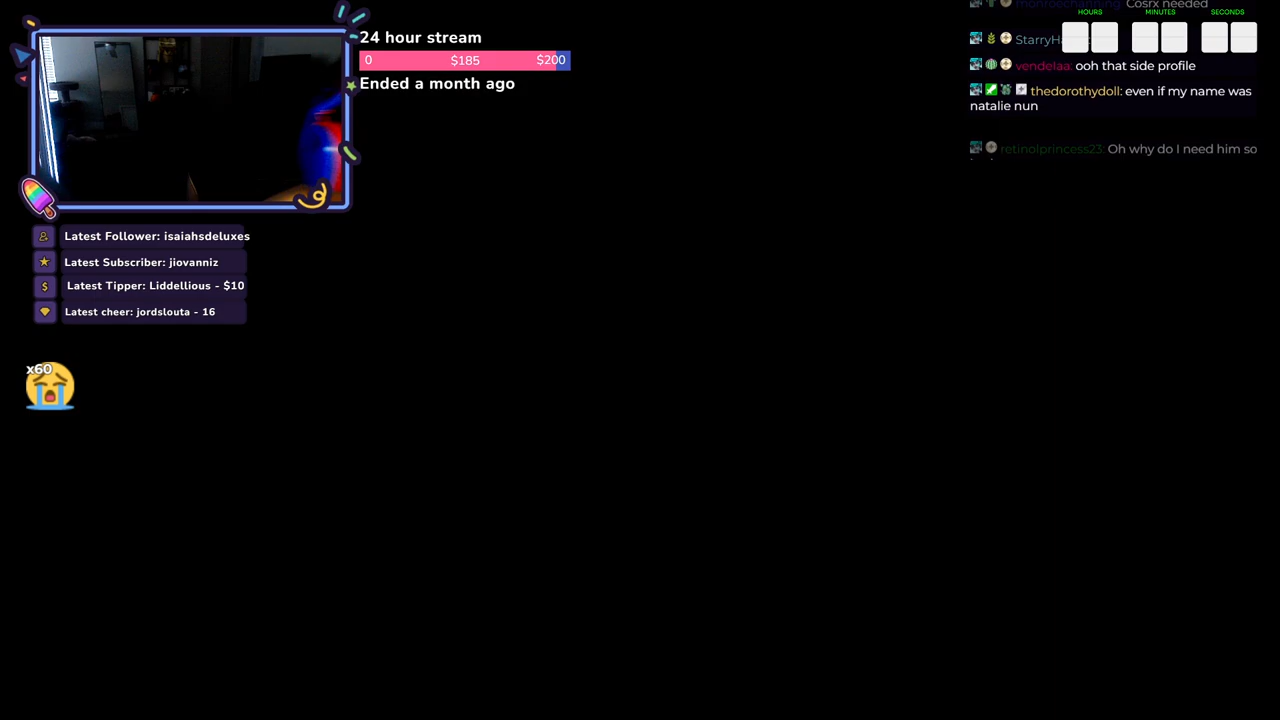 24 hour stream
0 $185 $200
Ended a month ago
Latest Follower: isaiahsdeluxes
Latest Subscriber: jiovanniz
Latest Tipper: Liddellious - $10
Latest cheer: jordslouta - 16
x60
Cosrx needed
HOURS MINUTES SECONDS
StarryHa
vendelaa: ooh that side profile
thedorothydoll: even if my name was
natalie nun
retinolprincess23: Oh why do I need him so